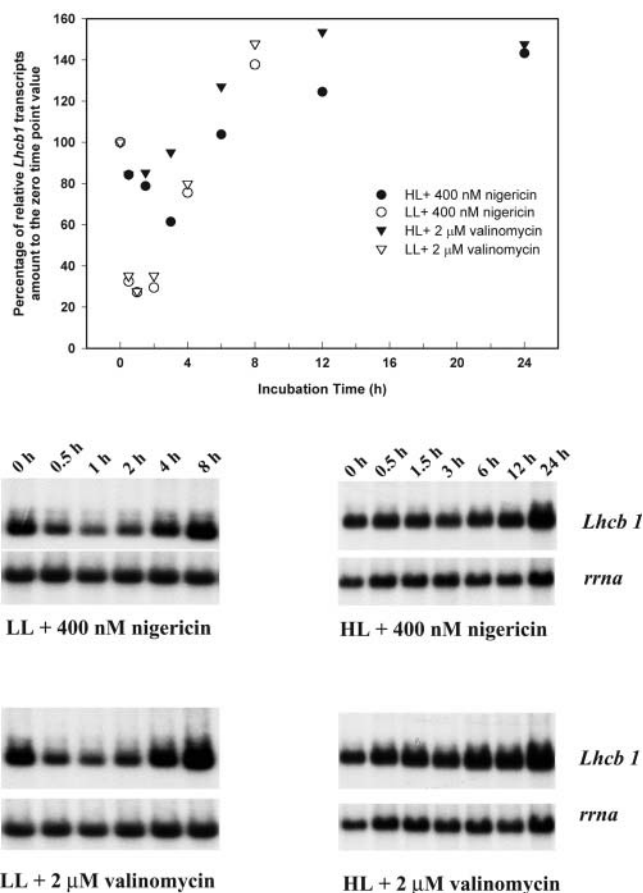 160
140
120
100
80
60
40
20
0
Percentage of relative Lhcb1 transcripts
amount to the zero time point value
HL+ 400 nM nigericin
LL+ 400 nM nigericin
HL+ 2 μM valinomycin
LL+ 2 μM valinomycin
0 4 8 12 16 20 24
Incubation Time (h)
0 h 0.5 h 1 h 2 h 4 h 8 h
0 h 0.5 h 1.5 h 3 h 6 h 12 h 24 h
Lhcb 1
rrna
LL + 400 nM nigericin
HL + 400 nM nigericin
Lhcb 1
rrna
LL + 2 μM valinomycin
HL + 2 μM valinomycin